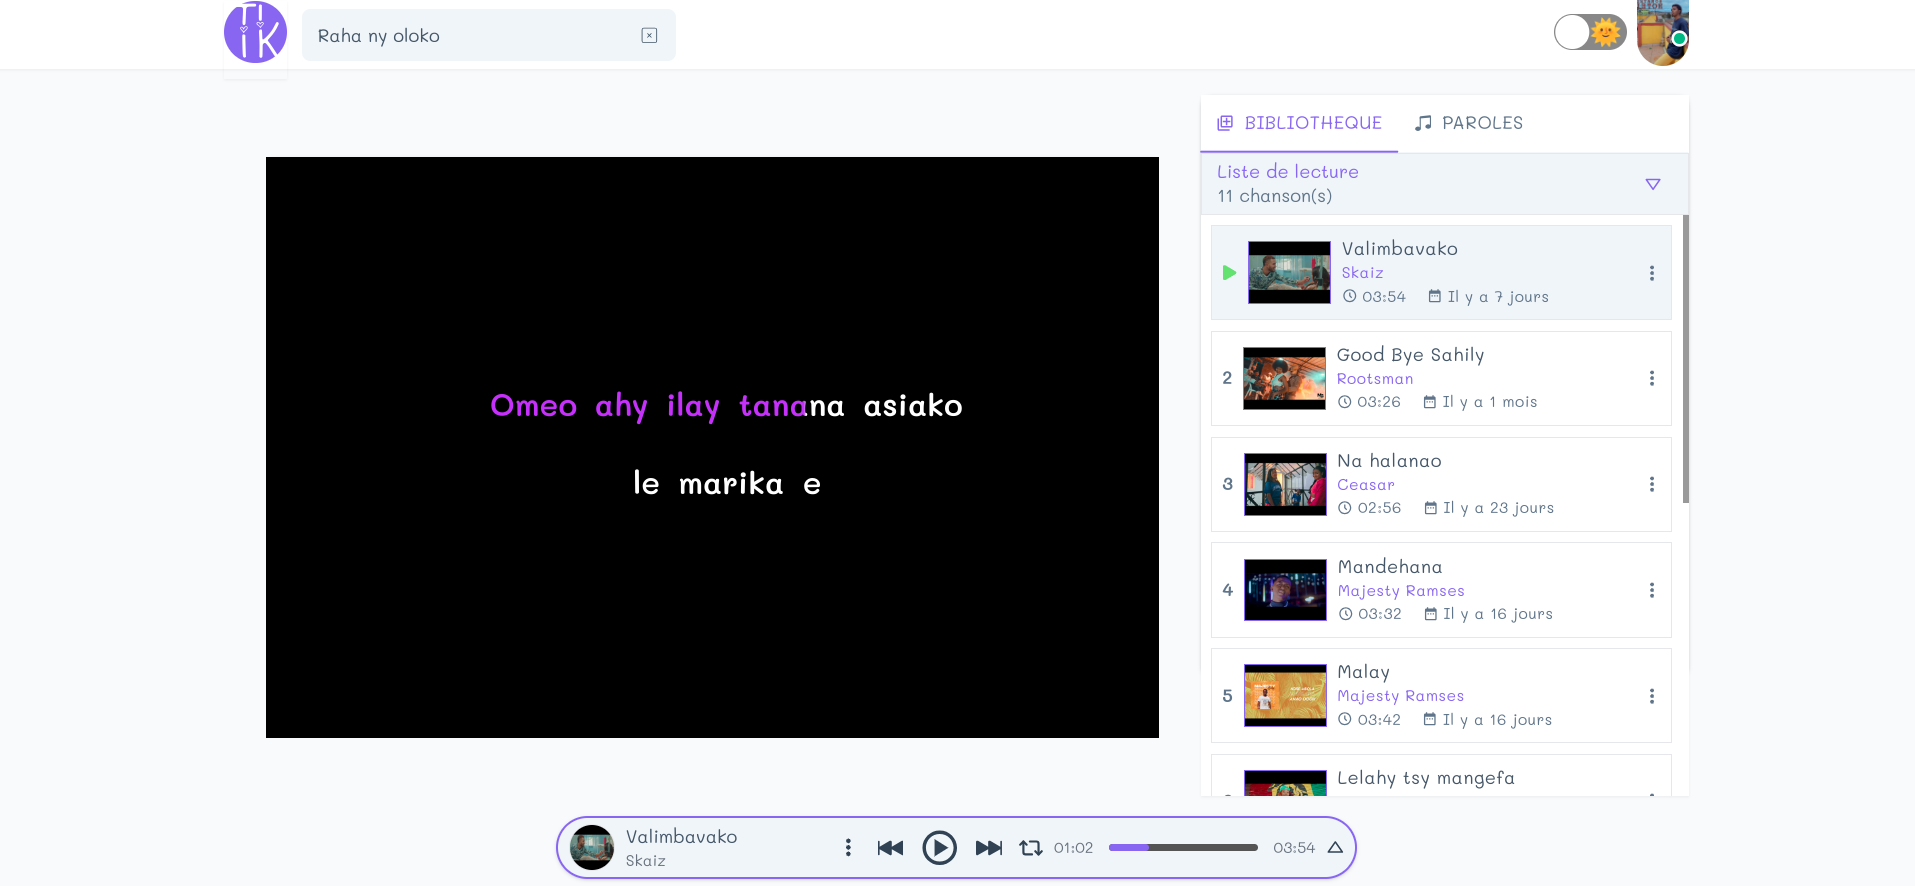 TI
iK
Raha ny oloko
BIBLIOTHEQUE
PAROLES
Liste de lecture
11 chanson(s)
Omeo ahy ilay tanana asiako
le marika e
Valimbavako
Skaiz
03:54 Il y a 7 jours
2
Good Bye Sahily
Rootsman
03:26 Il y a 1 mois
3
Na halanao
Ceasar
02:56 Il y a 23 jours
4
Mandehana
Majesty Ramses
03:32 Il y a 16 jours
5
Malay
Majesty Ramses
03:42 Il y a 16 jours
Lelahy tsy mangefa
Valimbavako
Skaiz
01:02
03:54